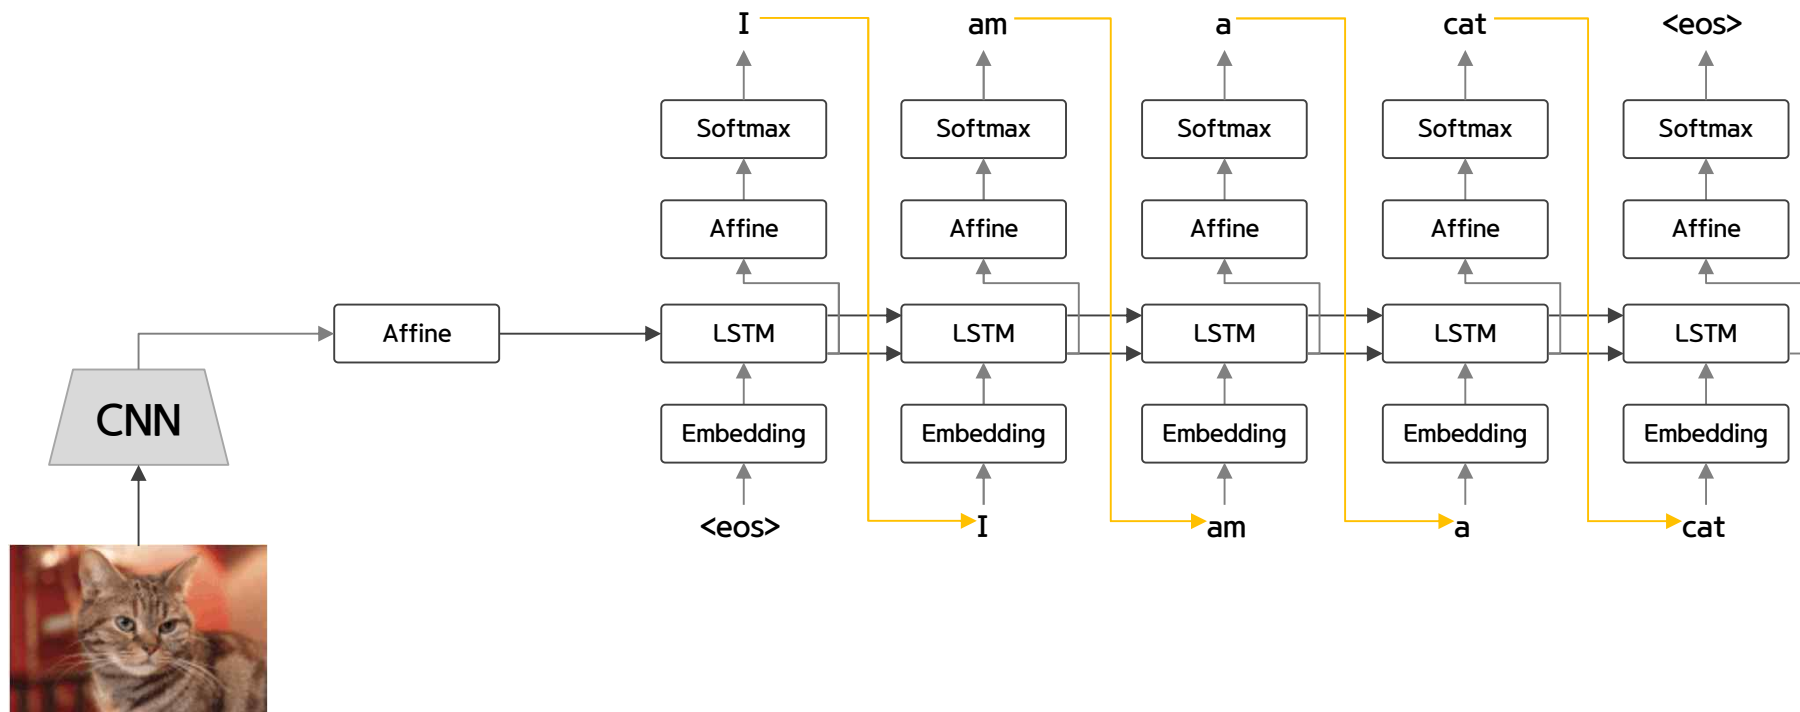 I am a cat <eos>
Softmax Softmax Softmax Softmax Softmax
Affine Affine Affine Affine Affine
Affine LSTM LSTM LSTM LSTM LSTM
CNN
Embedding Embedding Embedding Embedding Embedding
<eos> I am a cat